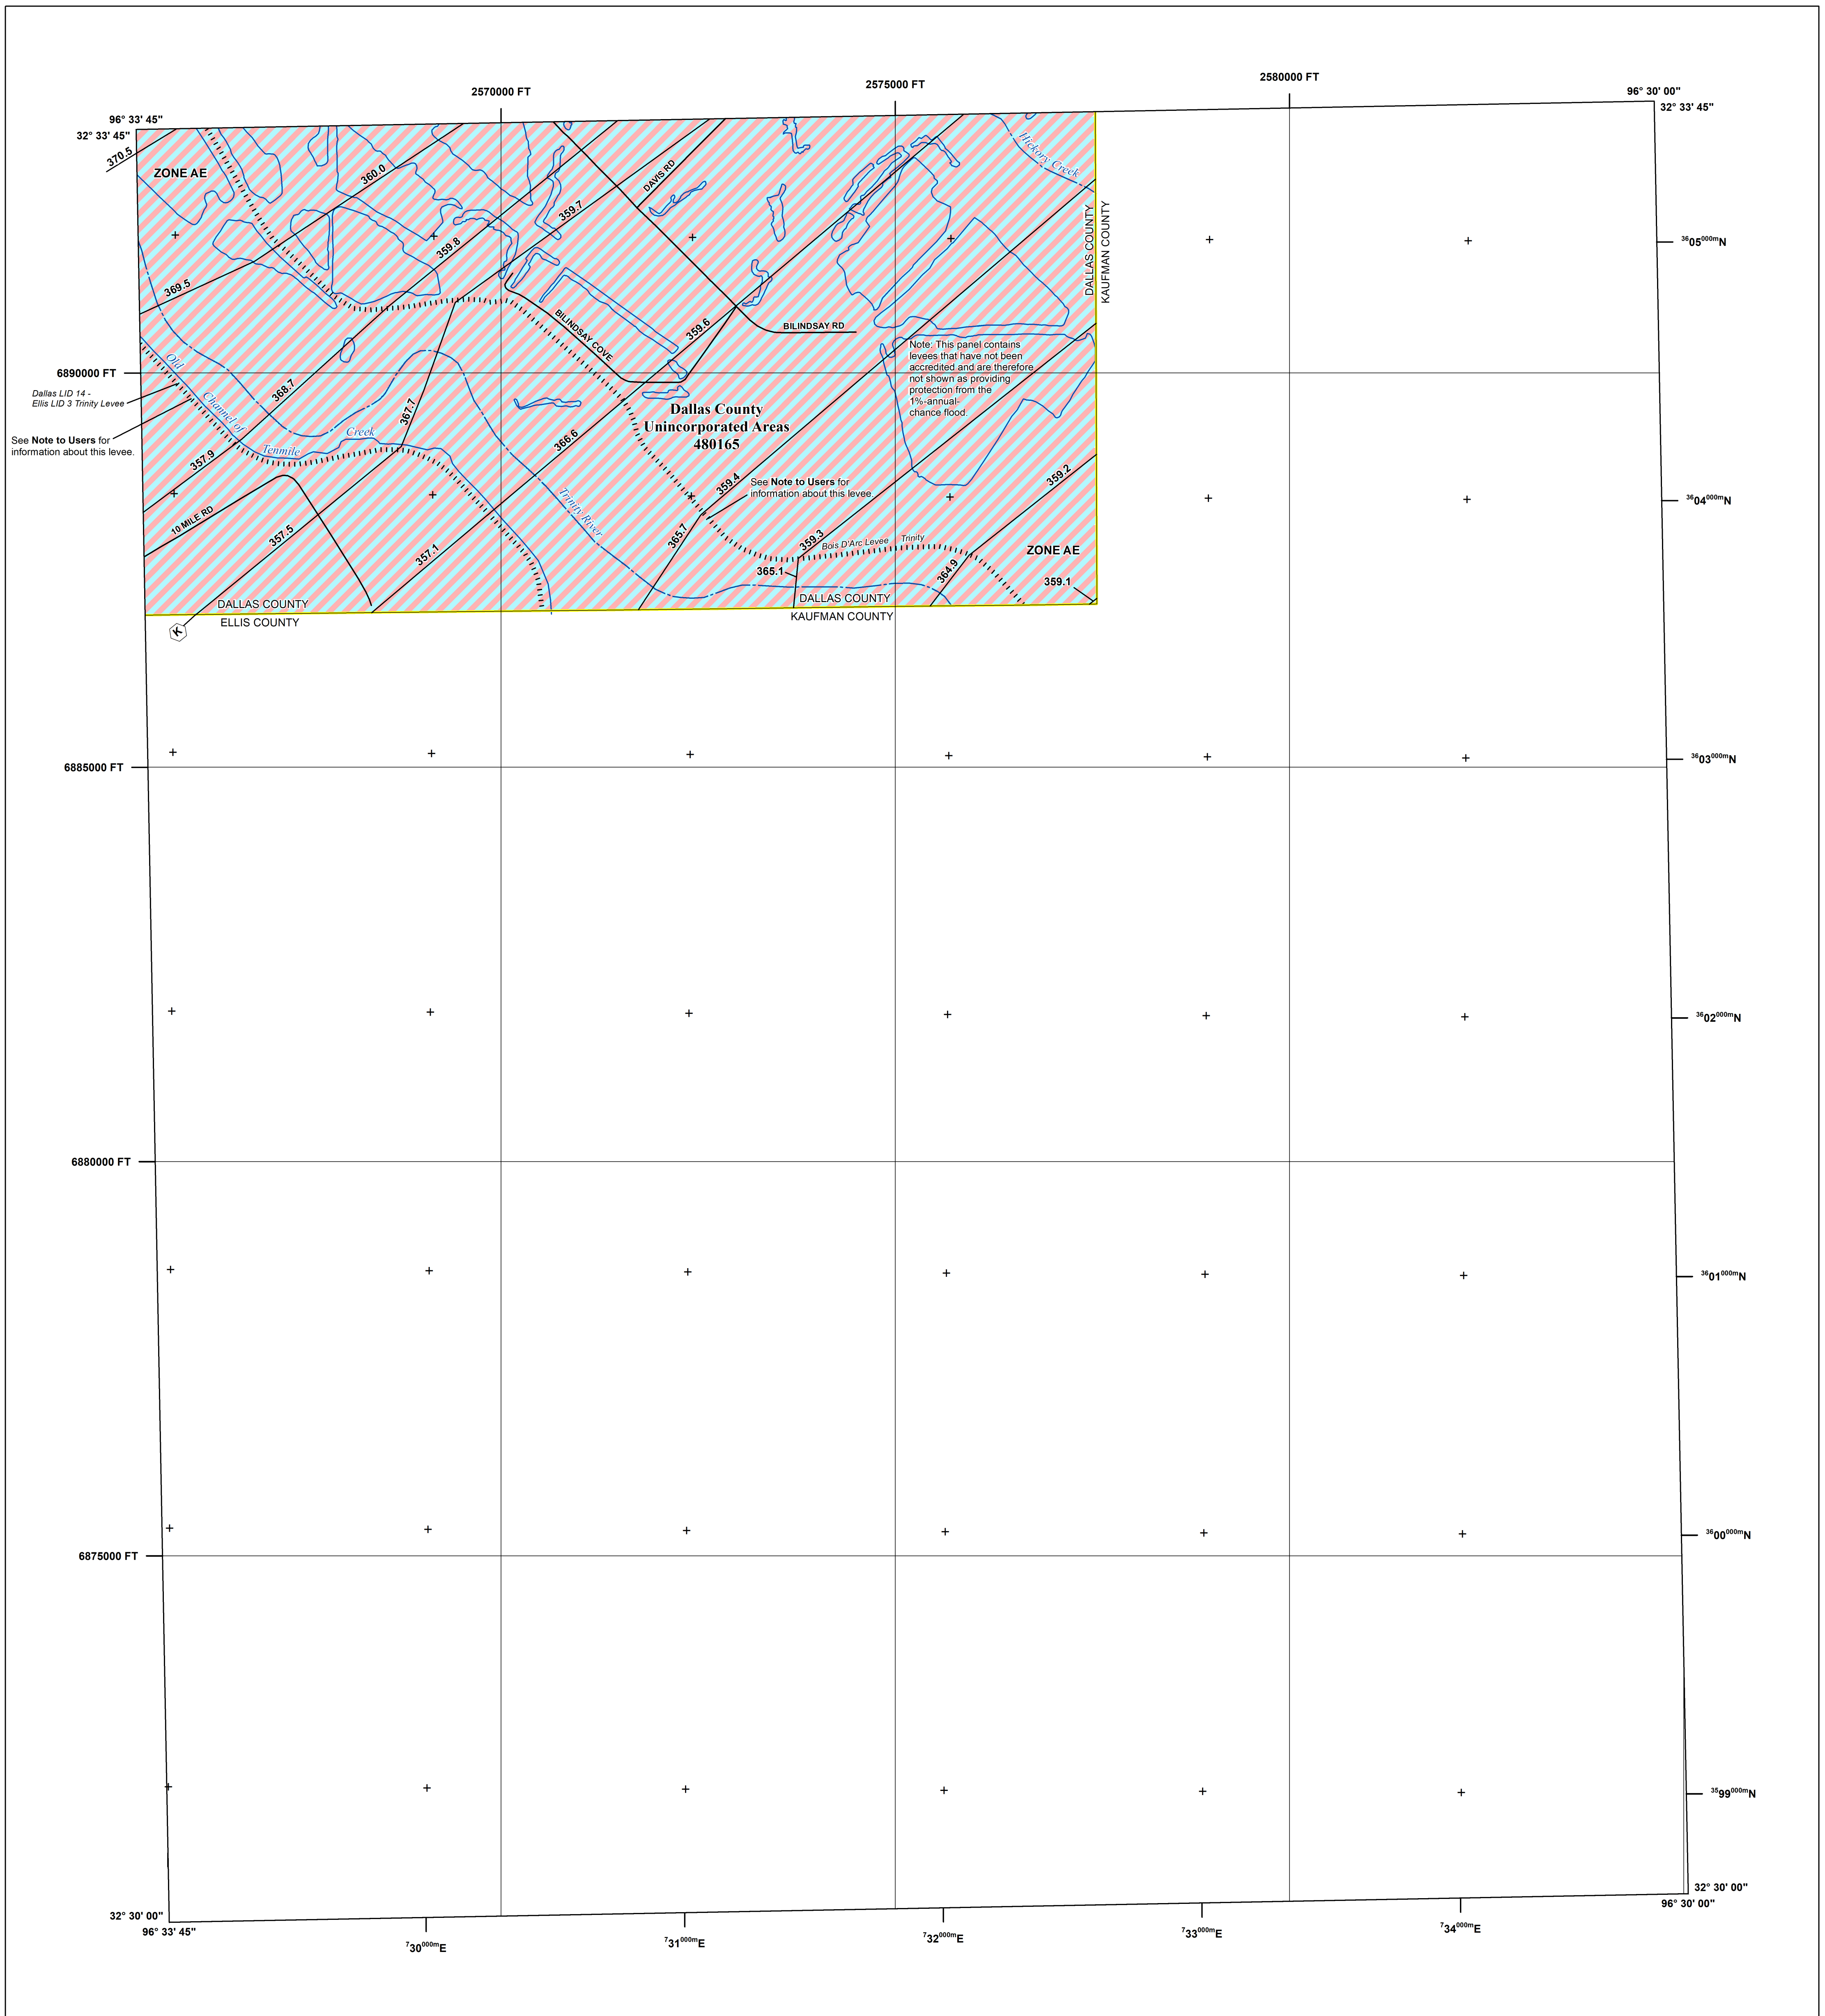 2570000 FT
2575000 FT
2580000 FT
96° 33' 45"
32° 33' 45"
96° 30' 00"
32° 33' 45"
370.5
ZONE AE
360.0
DAVIS RD
Hickory Creek
359.7
359.8
DALLAS COUNTY
KAUFMAN COUNTY
3605000mN
369.5
BILINDSAY COVE
359.6
BILINDSAY RD
Note: This panel contains
levees that have not been
accredited and are therefore
not shown as providing
protection from the
1%-annual-
chance flood.
6890000 FT
Old
Channel of
Tenmile
Creek
Dallas LID 14 -
Ellis LID 3 Trinity Levee
368.7
367.7
Dallas County
Unincorporated Areas
480165
See Note to Users for
information about this levee.
357.9
366.6
359.4
See Note to Users for
information about this levee.
359.2
3604000mN
Trinity River
10 MILE RD
357.5
357.1
365.7
359.3
Bois D'Arc Levee
Trinity
ZONE AE
365.1
364.9
359.1
DALLAS COUNTY
ELLIS COUNTY
DALLAS COUNTY
KAUFMAN COUNTY
K
6885000 FT
3603000mN
3602000mN
6880000 FT
3601000mN
6875000 FT
3600000mN
3599000mN
32° 30' 00"
96° 33' 45"
32° 30' 00"
96° 30' 00"
730000mE
731000mE
732000mE
733000mE
734000mE